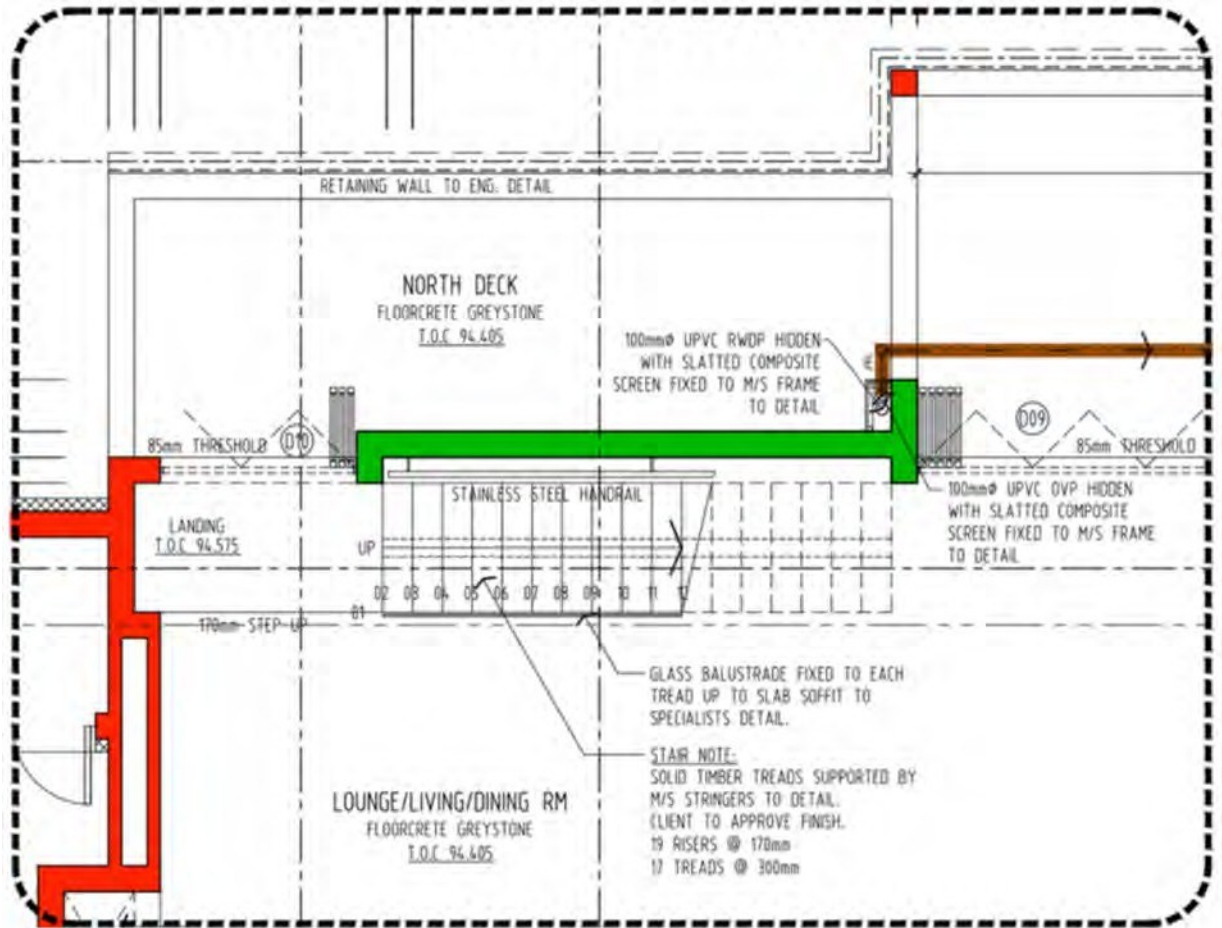 RETAINING WALL TO ENG. DETAIL
NORTH DECK
FLOORCRETE GREYSTONE
T.O.C 94.405
100mmØ UPVC RWDP HIDDEN
WITH SLATTED COMPOSITE
SCREEN FIXED TO M/S FRAME
TO DETAIL
85mm THRESHOLD
D10
D09
85mm THRESHOLD
100mmØ UPVC OVP HIDDEN
WITH SLATTED COMPOSITE
SCREEN FIXED TO M/S FRAME
TO DETAIL
STAINLESS STEEL HANDRAIL
LANDING
T.O.C 94.575
UP
01 02 03 04 05 06 07 08 09 10 11 12
170mm STEP UP
GLASS BALUSTRADE FIXED TO EACH
TREAD UP TO SLAB SOFFIT TO
SPECIALISTS DETAIL.
STAIR NOTE:
SOLID TIMBER TREADS SUPPORTED BY
M/S STRINGERS TO DETAIL.
CLIENT TO APPROVE FINISH.
19 RISERS @ 170mm
17 TREADS @ 300mm
LOUNGE/LIVING/DINING RM
FLOORCRETE GREYSTONE
T.O.C 94.405